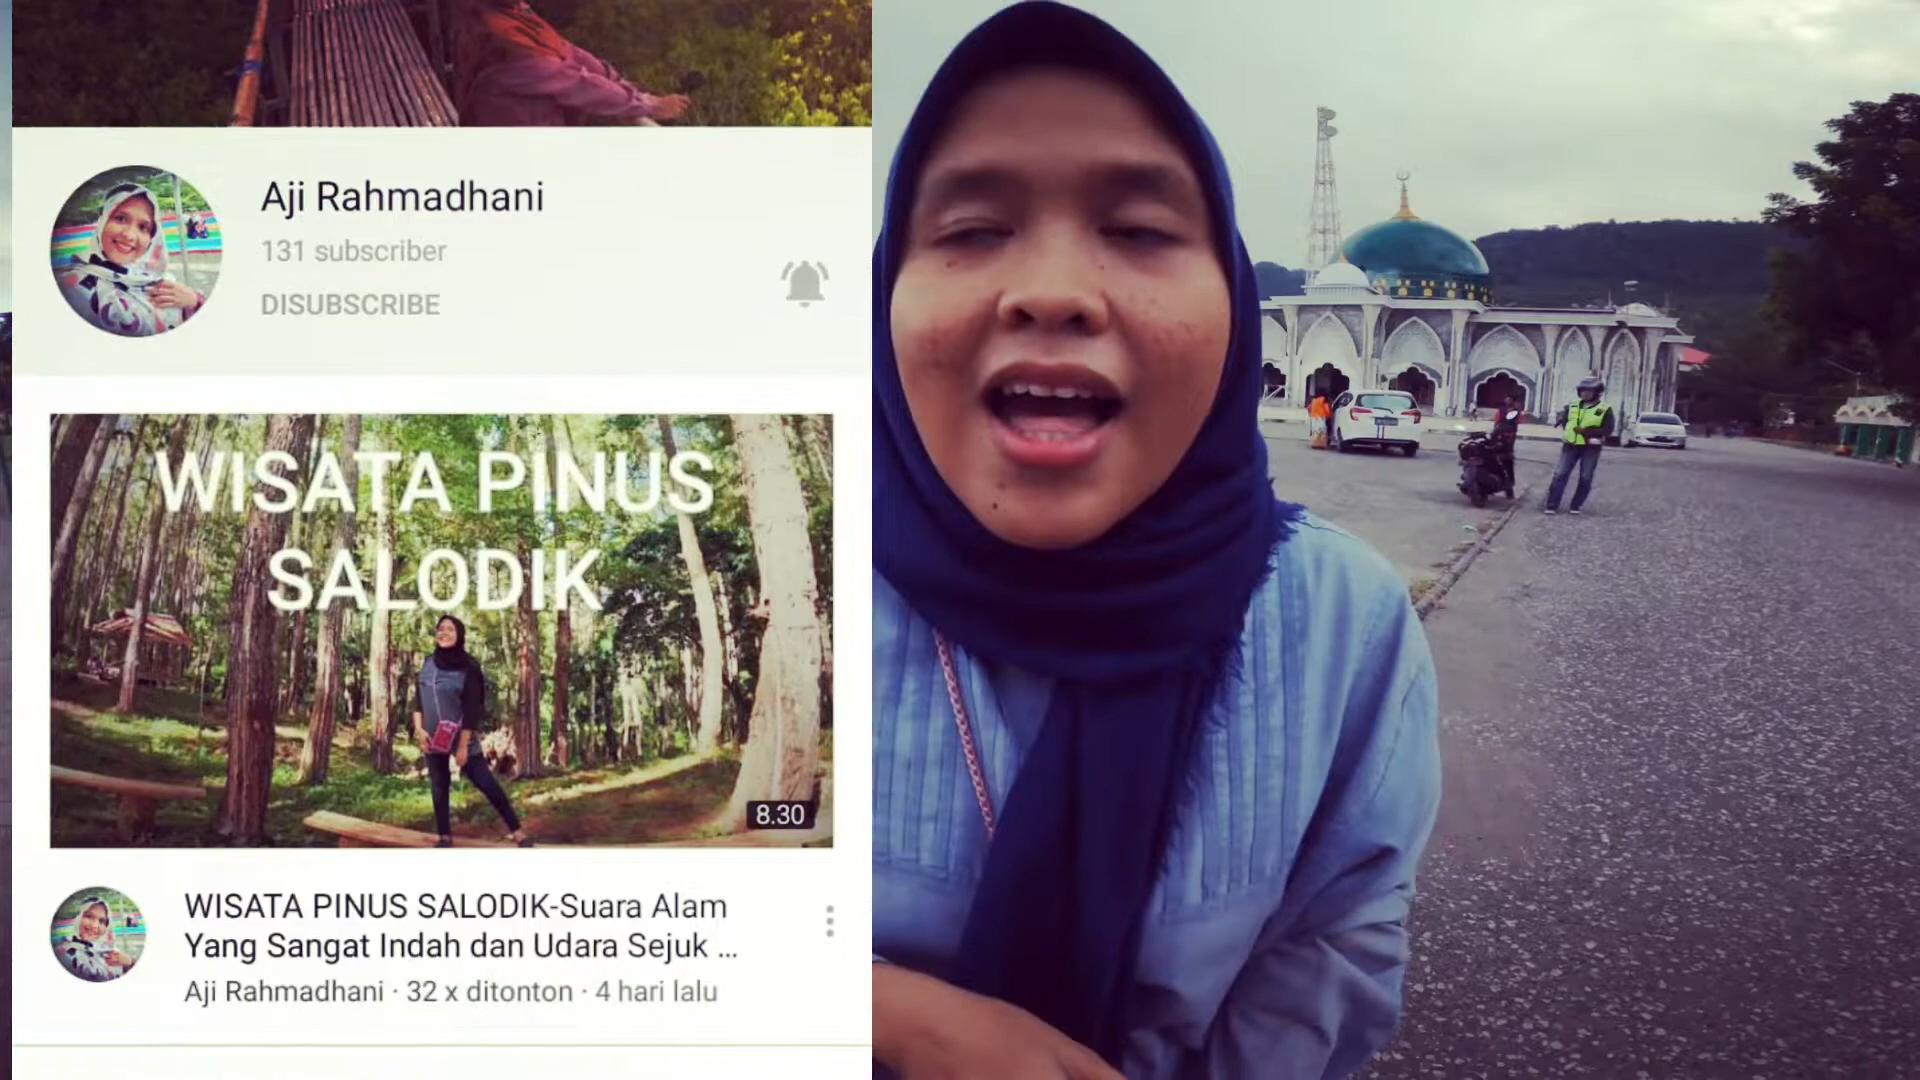 Aji Rahmadhani
131 subscriber
DISUBSCRIBE
WISATA PINUS
SALODIK
8.30
WISATA PINUS SALODIK-Suara Alam
Yang Sangat Indah dan Udara Sejuk ...
Aji Rahmadhani · 32 x ditonton · 4 hari lalu